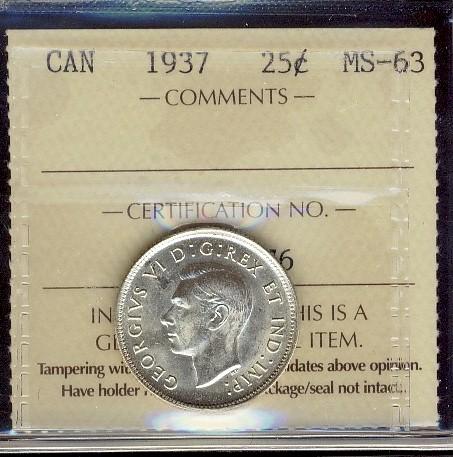 CAN 1937 25¢ MS-63
— COMMENTS —
— CERTIFICATION NO. —
6
IN HIS IS A
G ITEM.
Tampering wi dates above opinion.
Have holder ckage/seal not intact.
GEORGIVS VI D:G:REX ET IND:IMP: